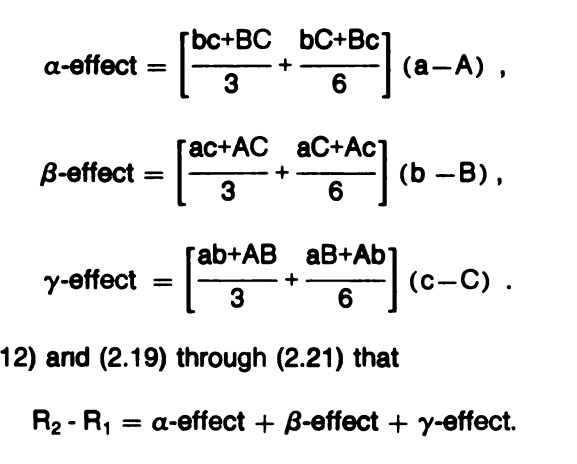 α-effect = [bc+BC/3 + bC+Bc/6] (a−A) ,
β-effect = [ac+AC/3 + aC+Ac/6] (b −B) ,
γ-effect = [ab+AB/3 + aB+Ab/6] (c−C) .
12) and (2.19) through (2.21) that
R₂ - R₁ = α-effect + β-effect + γ-effect.